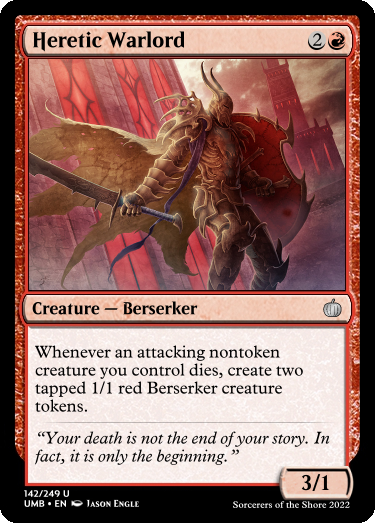 Heretic Warlord 2
Creature — Berserker
Whenever an attacking nontoken
creature you control dies, create two
tapped 1/1 red Berserker creature
tokens.
“Your death is not the end of your story. In
fact, it is only the beginning.”
3/1
142/249 U
UMB • EN JASON ENGLE
Sorcerers of the Shore 2022